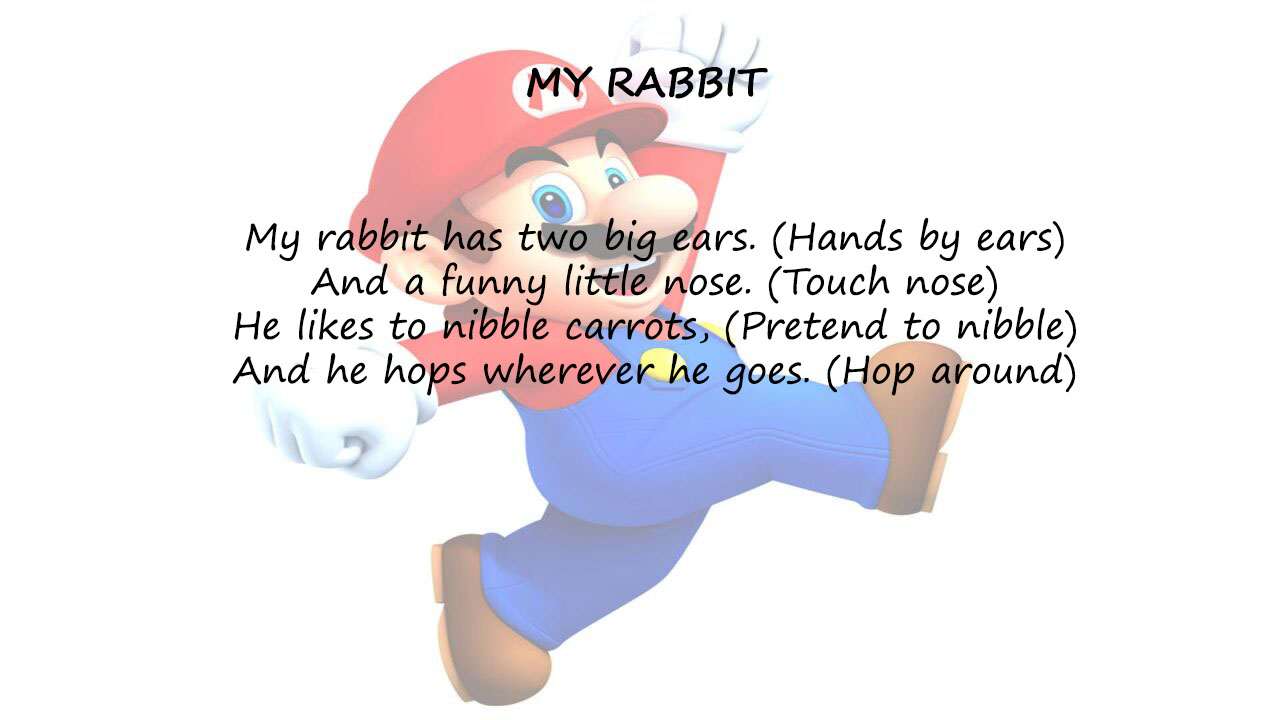 MY RABBIT
My rabbit has two big ears. (Hands by ears)
And a funny little nose. (Touch nose)
He likes to nibble carrots, (Pretend to nibble)
And he hops wherever he goes. (Hop around)